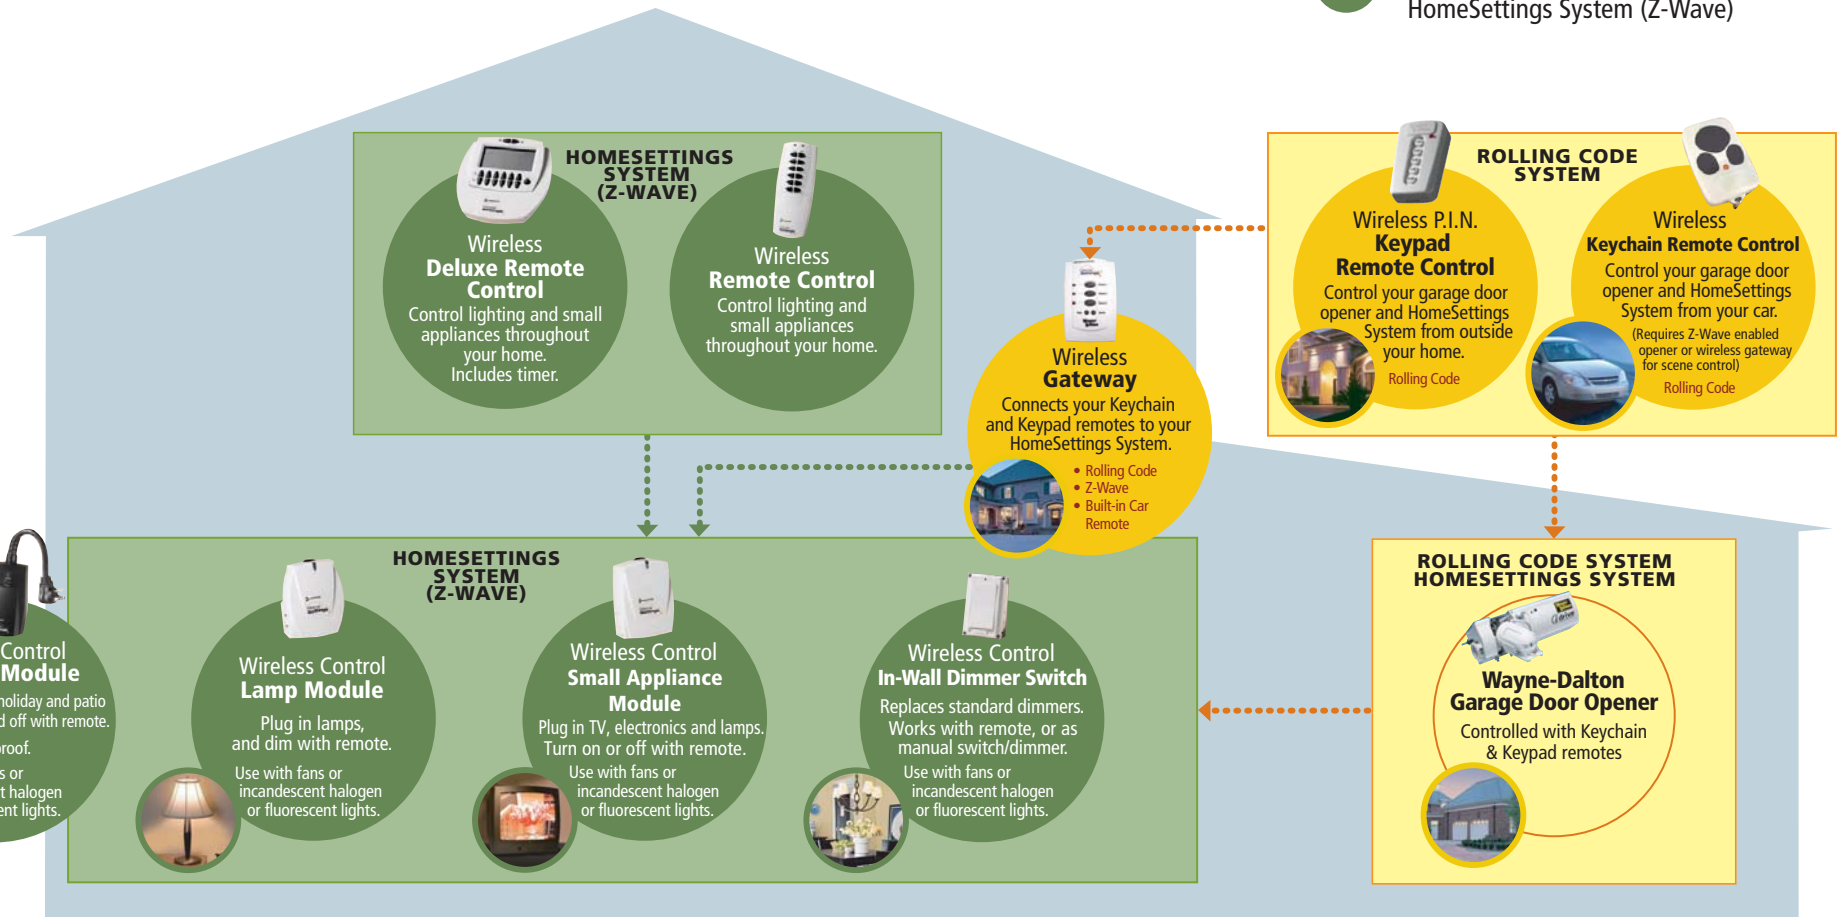 HomeSettings System (Z-Wave)
HOMESETTINGS
SYSTEM
(Z-WAVE)
Wireless
Deluxe Remote
Control
Control lighting and small
appliances throughout
your home.
Includes timer.
Wireless
Remote Control
Control lighting and
small appliances
throughout your home.
Wireless
Gateway
Connects your Keychain
and Keypad remotes to your
HomeSettings System.
• Rolling Code
• Z-Wave
• Built-in Car
Remote
ROLLING CODE
SYSTEM
Wireless P.I.N.
Keypad
Remote Control
Control your garage door
opener and HomeSettings
System from outside
your home.
Rolling Code
Wireless
Keychain Remote Control
Control your garage door
opener and HomeSettings
System from your car.
(Requires Z-Wave enabled
opener or wireless gateway
for scene control)
Rolling Code
HOMESETTINGS
SYSTEM
(Z-WAVE)
Control
Module
holiday and patio
d off with remote.
proof.
s or
t halogen
ent lights.
Wireless Control
Lamp Module
Plug in lamps,
and dim with remote.
Use with fans or
incandescent halogen
or fluorescent lights.
Wireless Control
Small Appliance
Module
Plug in TV, electronics and lamps.
Turn on or off with remote.
Use with fans or
incandescent halogen
or fluorescent lights.
Wireless Control
In-Wall Dimmer Switch
Replaces standard dimmers.
Works with remote, or as
manual switch/dimmer.
Use with fans or
incandescent halogen
or fluorescent lights.
ROLLING CODE SYSTEM
HOMESETTINGS SYSTEM
Wayne-Dalton
Garage Door Opener
Controlled with Keychain
& Keypad remotes